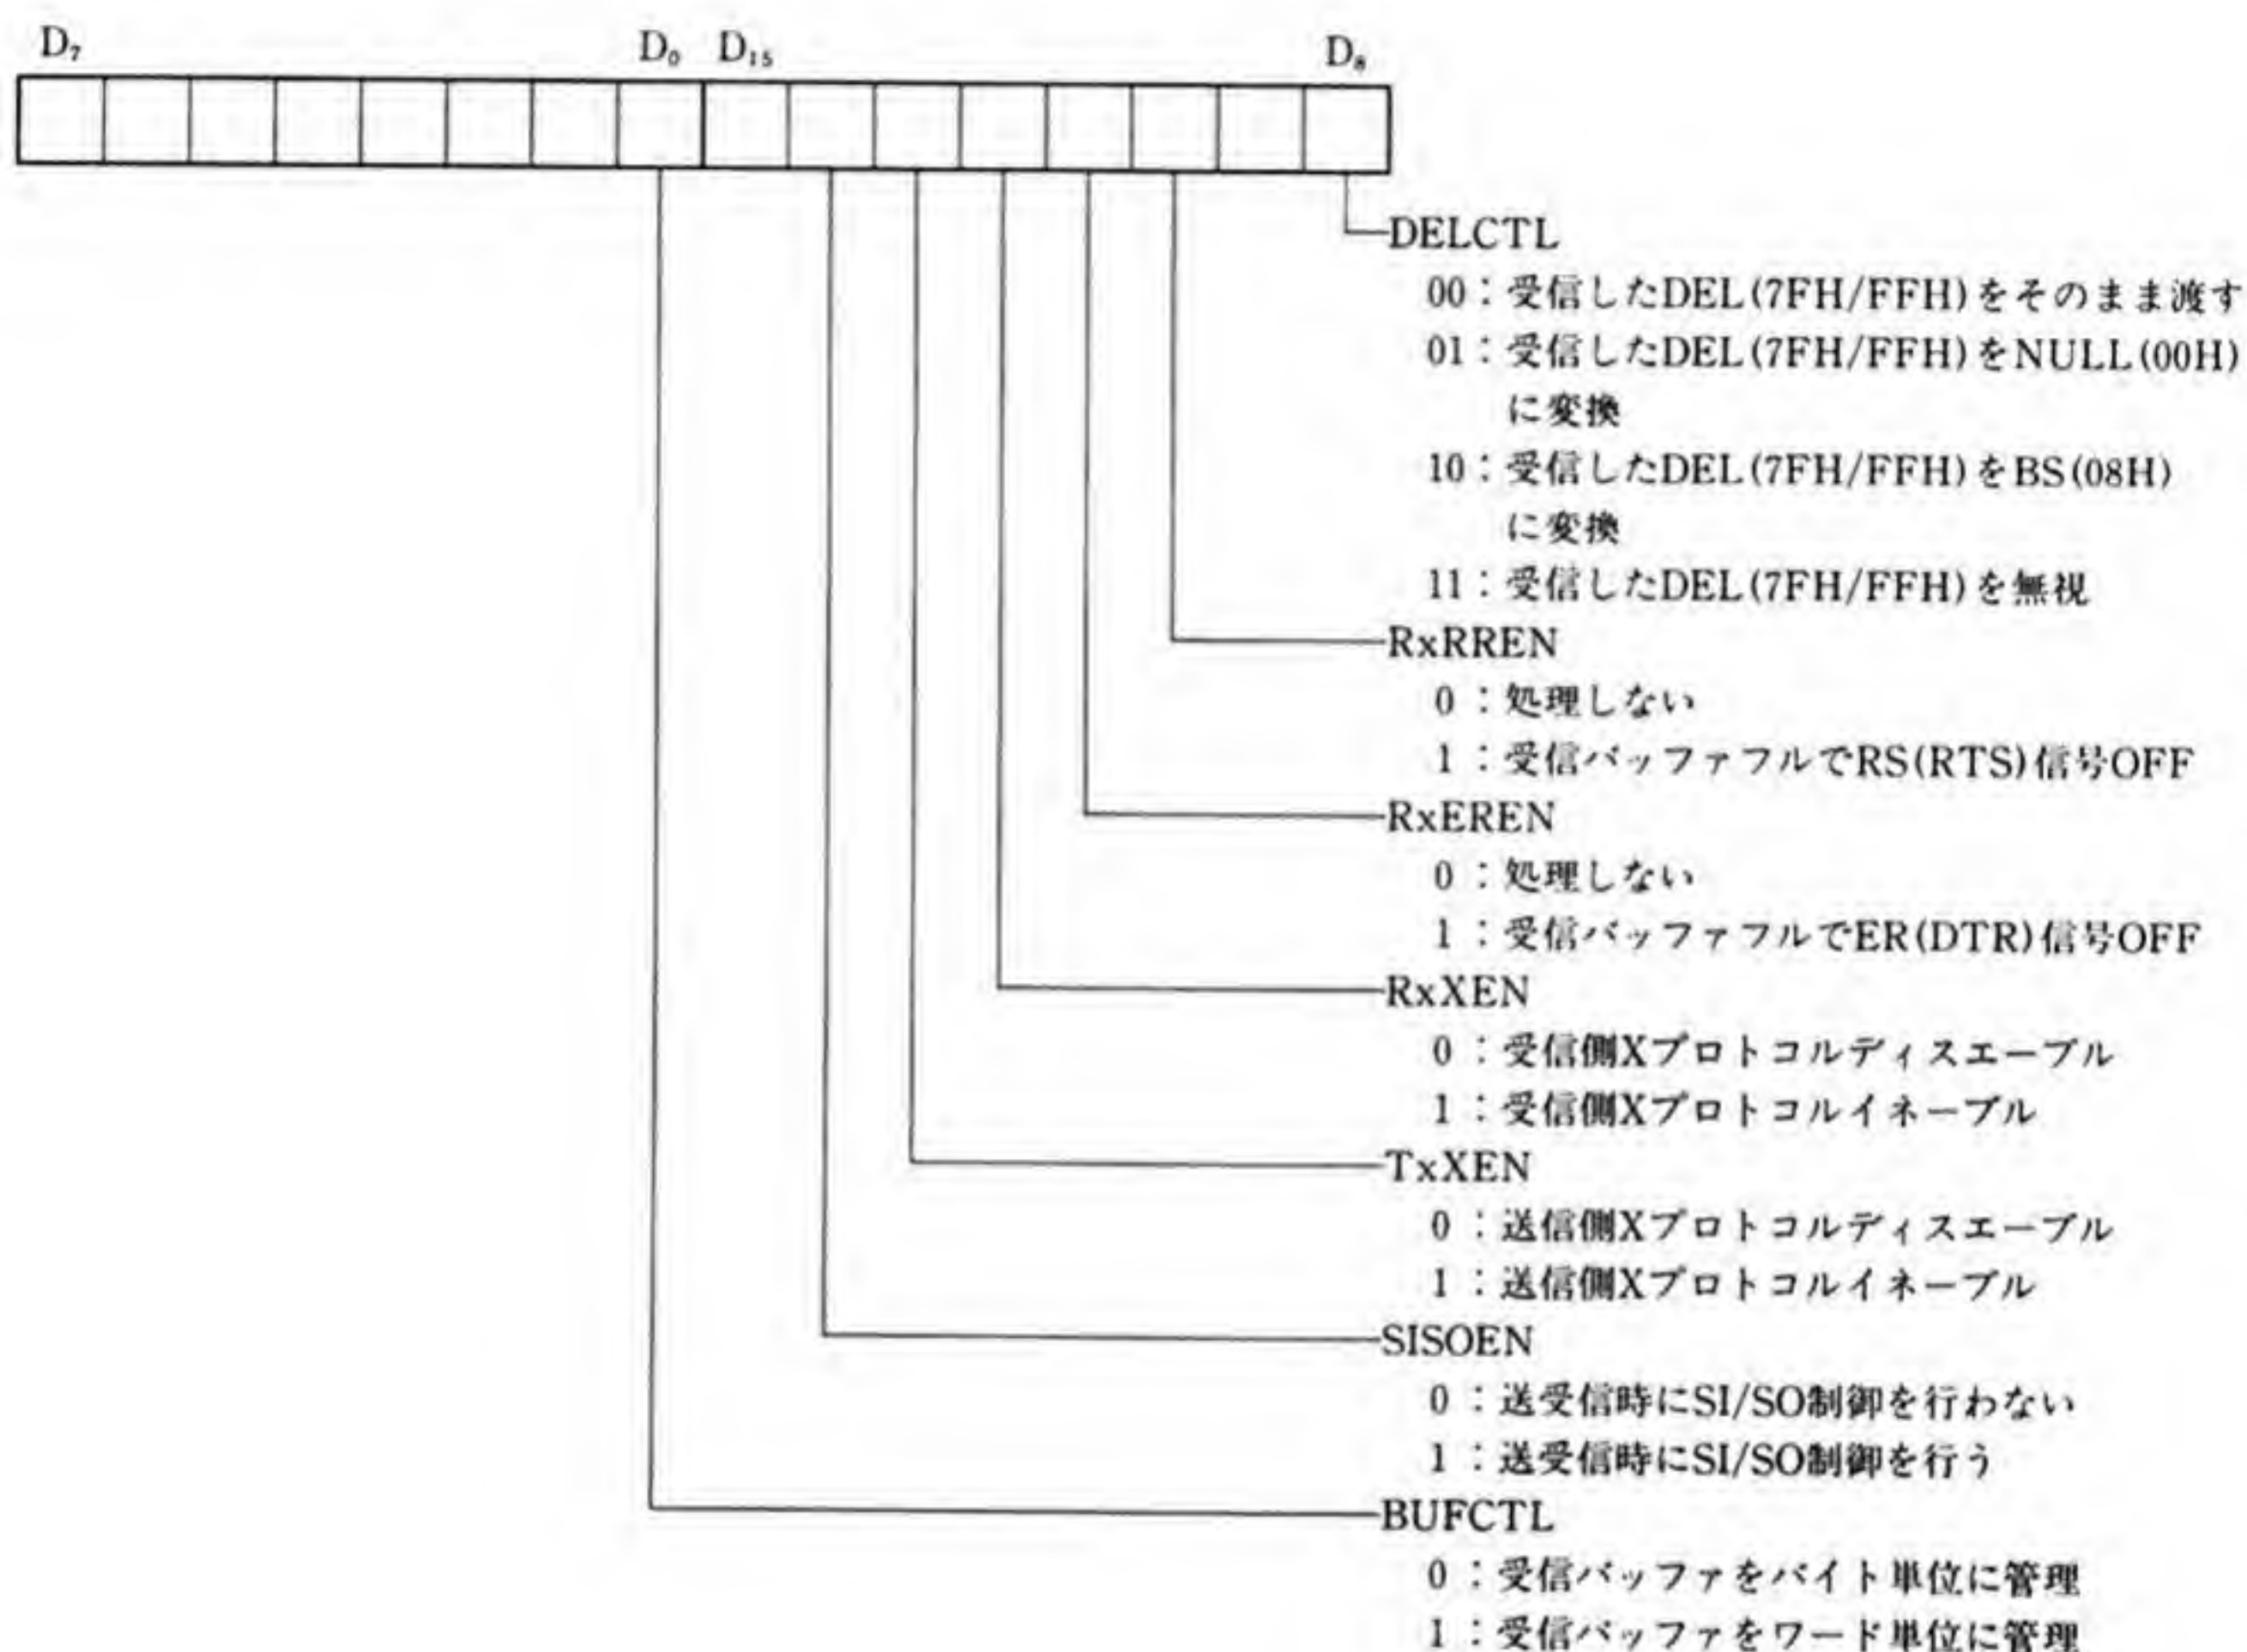 D₇ D₀ D₁₅ D₈
DELCTL
00：受信したDEL(7FH/FFH)をそのまま渡す
01：受信したDEL(7FH/FFH)をNULL(00H)
に変換
10：受信したDEL(7FH/FFH)をBS(08H)
に変換
11：受信したDEL(7FH/FFH)を無視
RxRREN
0：処理しない
1：受信バッファフルでRS(RTS)信号OFF
RxEREN
0：処理しない
1：受信バッファフルでER(DTR)信号OFF
RxXEN
0：受信側Xプロトコルディスエーブル
1：受信側Xプロトコルイネーブル
TxXEN
0：送信側Xプロトコルディスエーブル
1：送信側Xプロトコルイネーブル
SISOEN
0：送受信時にSI/SO制御を行わない
1：送受信時にSI/SO制御を行う
BUFCTL
0：受信バッファをバイト単位に管理
1：受信バッファをワード単位に管理